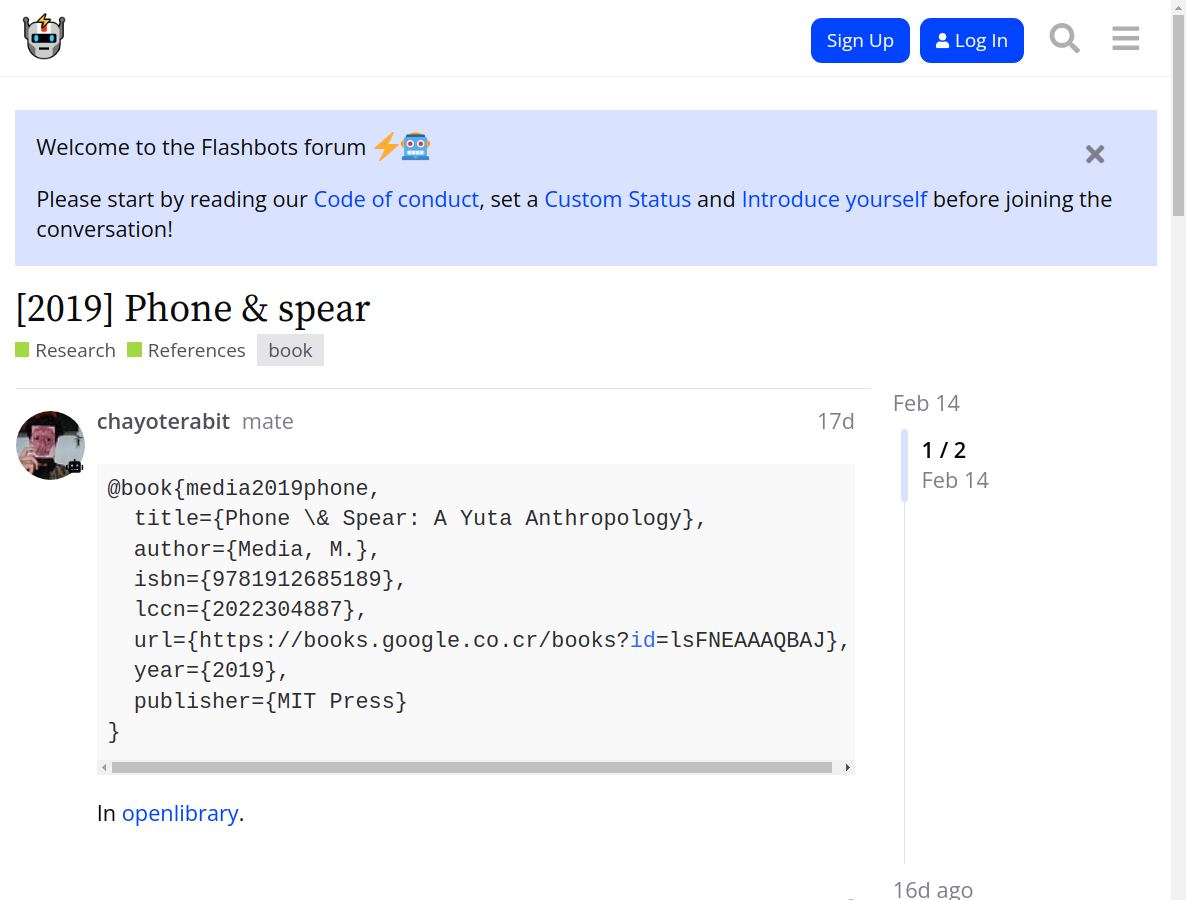 Sign Up
Log In
Welcome to the Flashbots forum
Please start by reading our Code of conduct, set a Custom Status and Introduce yourself before joining the
conversation!
[2019] Phone & spear
Research References book
chayoterabit mate 17d
Feb 14
1 / 2
Feb 14
@book{media2019phone,
  title={Phone \& Spear: A Yuta Anthropology},
  author={Media, M.},
  isbn={9781912685189},
  lccn={2022304887},
  url={https://books.google.co.cr/books?id=lsFNEAAAQBAJ},
  year={2019},
  publisher={MIT Press}
}
In openlibrary.
16d ago